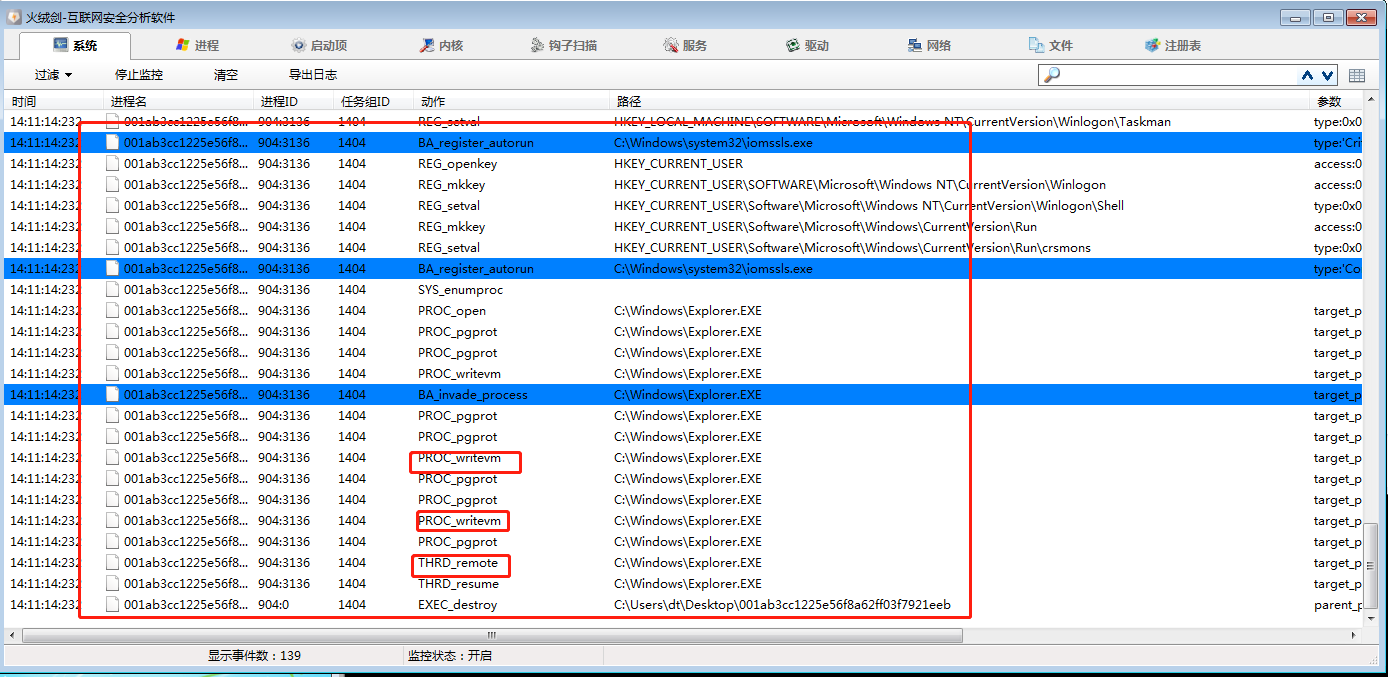 火绒剑-互联网安全分析软件
系统 进程 启动项 内核 钩子扫描 服务 驱动 网络 文件 注册表
过滤 停止监控 清空 导出日志
时间 进程名 进程ID 任务组ID 动作 路径 参数
14:11:14:232 001ab3cc1225e56f8... 904:3136 1404 REG_setval HKEY_LOCAL_MACHINE\SOFTWARE\Microsoft\Windows NT\CurrentVersion\Winlogon\Taskman type:0x0
14:11:14:232 001ab3cc1225e56f8... 904:3136 1404 BA_register_autorun C:\Windows\system32\iomssls.exe type:'Cri
14:11:14:232 001ab3cc1225e56f8... 904:3136 1404 REG_openkey HKEY_CURRENT_USER access:0
14:11:14:232 001ab3cc1225e56f8... 904:3136 1404 REG_mkkey HKEY_CURRENT_USER\SOFTWARE\Microsoft\Windows NT\CurrentVersion\Winlogon access:0
14:11:14:232 001ab3cc1225e56f8... 904:3136 1404 REG_setval HKEY_CURRENT_USER\Software\Microsoft\Windows NT\CurrentVersion\Winlogon\Shell type:0x0
14:11:14:232 001ab3cc1225e56f8... 904:3136 1404 REG_mkkey HKEY_CURRENT_USER\Software\Microsoft\Windows\CurrentVersion\Run access:0
14:11:14:232 001ab3cc1225e56f8... 904:3136 1404 REG_setval HKEY_CURRENT_USER\Software\Microsoft\Windows\CurrentVersion\Run\crsmons type:0x0
14:11:14:232 001ab3cc1225e56f8... 904:3136 1404 BA_register_autorun C:\Windows\system32\iomssls.exe type:'Co
14:11:14:232 001ab3cc1225e56f8... 904:3136 1404 SYS_enumproc
14:11:14:232 001ab3cc1225e56f8... 904:3136 1404 PROC_open C:\Windows\Explorer.EXE target_p
14:11:14:232 001ab3cc1225e56f8... 904:3136 1404 PROC_pgprot C:\Windows\Explorer.EXE target_p
14:11:14:232 001ab3cc1225e56f8... 904:3136 1404 PROC_pgprot C:\Windows\Explorer.EXE target_p
14:11:14:232 001ab3cc1225e56f8... 904:3136 1404 PROC_writevm C:\Windows\Explorer.EXE target_p
14:11:14:232 001ab3cc1225e56f8... 904:3136 1404 BA_invade_process C:\Windows\Explorer.EXE target_p
14:11:14:232 001ab3cc1225e56f8... 904:3136 1404 PROC_pgprot C:\Windows\Explorer.EXE target_p
14:11:14:232 001ab3cc1225e56f8... 904:3136 1404 PROC_pgprot C:\Windows\Explorer.EXE target_p
14:11:14:232 001ab3cc1225e56f8... 904:3136 1404 PROC_writevm C:\Windows\Explorer.EXE target_p
14:11:14:232 001ab3cc1225e56f8... 904:3136 1404 PROC_pgprot C:\Windows\Explorer.EXE target_p
14:11:14:232 001ab3cc1225e56f8... 904:3136 1404 PROC_pgprot C:\Windows\Explorer.EXE target_p
14:11:14:232 001ab3cc1225e56f8... 904:3136 1404 PROC_writevm C:\Windows\Explorer.EXE target_p
14:11:14:232 001ab3cc1225e56f8... 904:3136 1404 PROC_pgprot C:\Windows\Explorer.EXE target_p
14:11:14:232 001ab3cc1225e56f8... 904:3136 1404 THRD_remote C:\Windows\Explorer.EXE target_p
14:11:14:232 001ab3cc1225e56f8... 904:3136 1404 THRD_resume C:\Windows\Explorer.EXE target_p
14:11:14:232 001ab3cc1225e56f8... 904:0 1404 EXEC_destroy C:\Users\dt\Desktop\001ab3cc1225e56f8a62ff03f7921eeb parent_p
显示事件数：139 监控状态：开启